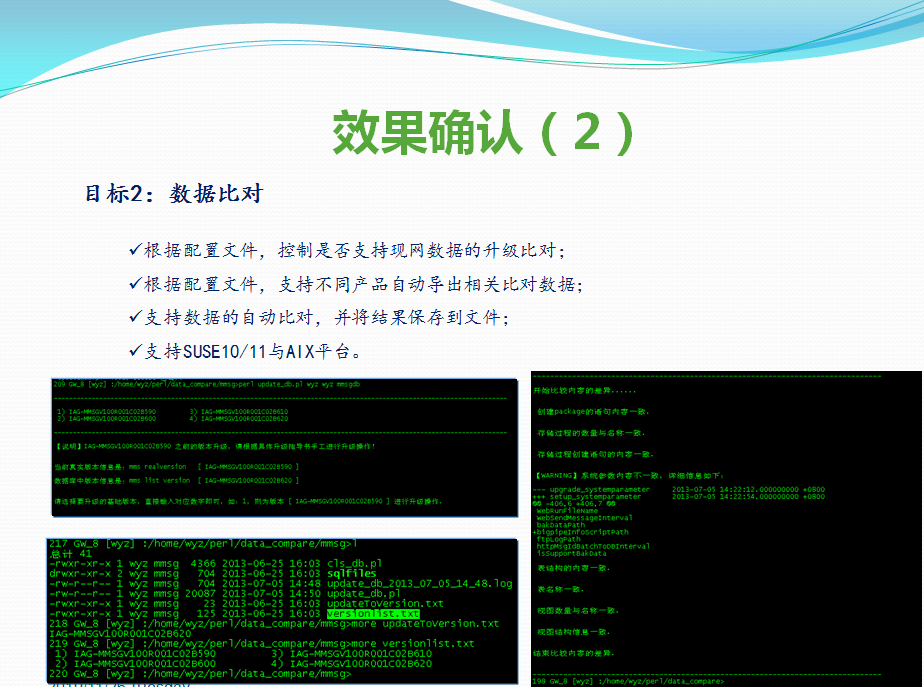 效果确认（2）
目标2：数据比对
✓根据配置文件，控制是否支持现网数据的升级比对；
✓根据配置文件，支持不同产品自动导出相关比对数据；
✓支持数据的自动比对，并将结果保存到文件；
✓支持SUSE10/11与AIX平台。
209 GW_8 [wyz] :/home/wyz/perl/data_compare/mmsg>perl update_db.pl wyz wyz mmsgdb
1) IAG-MMSGV100R001C02B590 3) IAG-MMSGV100R001C02B610
2) IAG-MMSGV100R001C02B600 4) IAG-MMSGV100R001C02B620
【说明】IAG-MMSGV100R001C02B590 之前的版本升级，请根据具体升级指导书手工进行升级操作！
当前真实版本信息是：mms realversion [ IAG-MMSGV100R001C02B590 ]
数据库中版本信息是：mms list version [ IAG-MMSGV100R001C02B620 ]
请选择要升级的基础版本，直接输入对应数字即可，如：1，则为版本 [ IAG-MMSGV100R001C02B590 ] 进行升级操作。
217 GW_8 [wyz] :/home/wyz/perl/data_compare/mmsg>l
总计 41
-rwxr-xr-x 1 wyz mmsg 4366 2013-06-25 16:03 cls_db.pl
drwxr-xr-x 2 wyz mmsg 704 2013-06-25 16:03 sqlfiles
-rw-r--r-- 1 wyz mmsg 704 2013-07-05 14:48 update_db_2013_07_05_14_48.log
-rw-r--r-- 1 wyz mmsg 20087 2013-07-05 14:50 update_db.pl
-rwxr-xr-x 1 wyz mmsg 23 2013-06-25 16:03 updateToVersion.txt
-rwxr-xr-x 1 wyz mmsg 125 2013-06-25 16:03 versionlist.txt
218 GW_8 [wyz] :/home/wyz/perl/data_compare/mmsg>more updateToVersion.txt
IAG-MMSGV100R001C02B620
219 GW_8 [wyz] :/home/wyz/perl/data_compare/mmsg>more versionlist.txt
1) IAG-MMSGV100R001C02B590 3) IAG-MMSGV100R001C02B610
2) IAG-MMSGV100R001C02B600 4) IAG-MMSGV100R001C02B620
220 GW_8 [wyz] :/home/wyz/perl/data_compare/mmsg>
开始比较内容的差异......
创建package的语句内容一致.
存储过程的数量与名称一致.
存储过程创建语句的内容一致.
【WARNING】系统参数内容不一致，详细信息如下：
--- upgrade_systemparameter 2013-07-05 14:22:12.000000000 +0800
+++ setup_systemparameter 2013-07-05 14:22:54.000000000 +0800
@@ -406,6 +406,7 @@
WebRunFileName
WebSendMessageInterval
bakDataPath
+bigpipeInfoScriptPath
ftpLogPath
httpMsgIdBatchToDBInterval
isSupportBakData
表结构的内容一致.
表名称一致.
视图数量与名称一致.
视图结构信息一致.
结束比较内容的差异.
198 GW_8 [wyz] :/home/wyz/perl/data_compare>